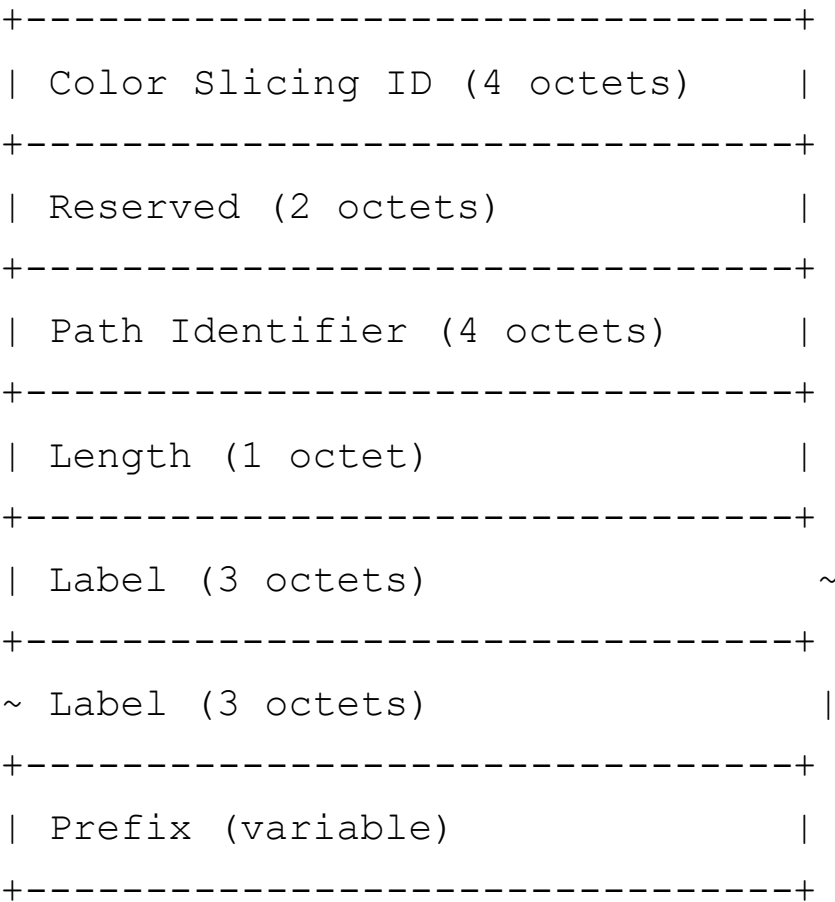 +--------------------------------+
| Color Slicing ID (4 octets)    |
+--------------------------------+
| Reserved (2 octets)            |
+--------------------------------+
| Path Identifier (4 octets)     |
+--------------------------------+
| Length (1 octet)               |
+--------------------------------+
| Label (3 octets)                ~
+--------------------------------+
~ Label (3 octets)                |
+--------------------------------+
| Prefix (variable)              |
+--------------------------------+